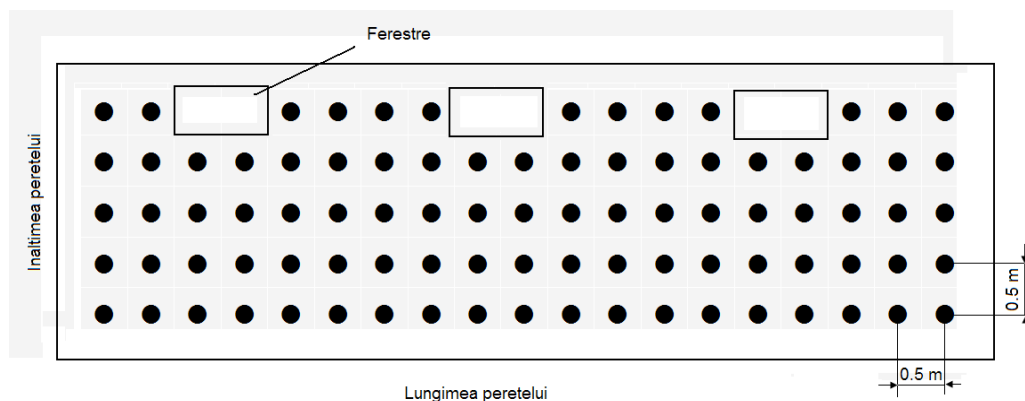 Ferestre
Inaltimea peretelui
0.5 m
0.5 m
Lungimea peretelui